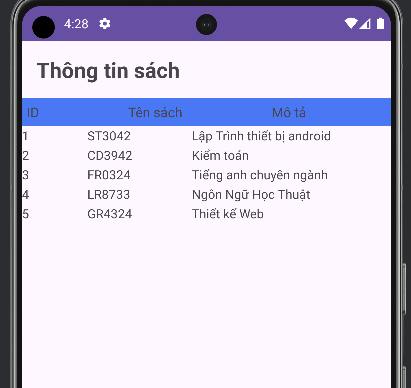 4:28
Thông tin sách
ID Tên sách Mô tả
1 ST3042 Lập Trình thiết bị android
2 CD3942 Kiểm toán
3 FR0324 Tiếng anh chuyên ngành
4 LR8733 Ngôn Ngữ Học Thuật
5 GR4324 Thiết kế Web